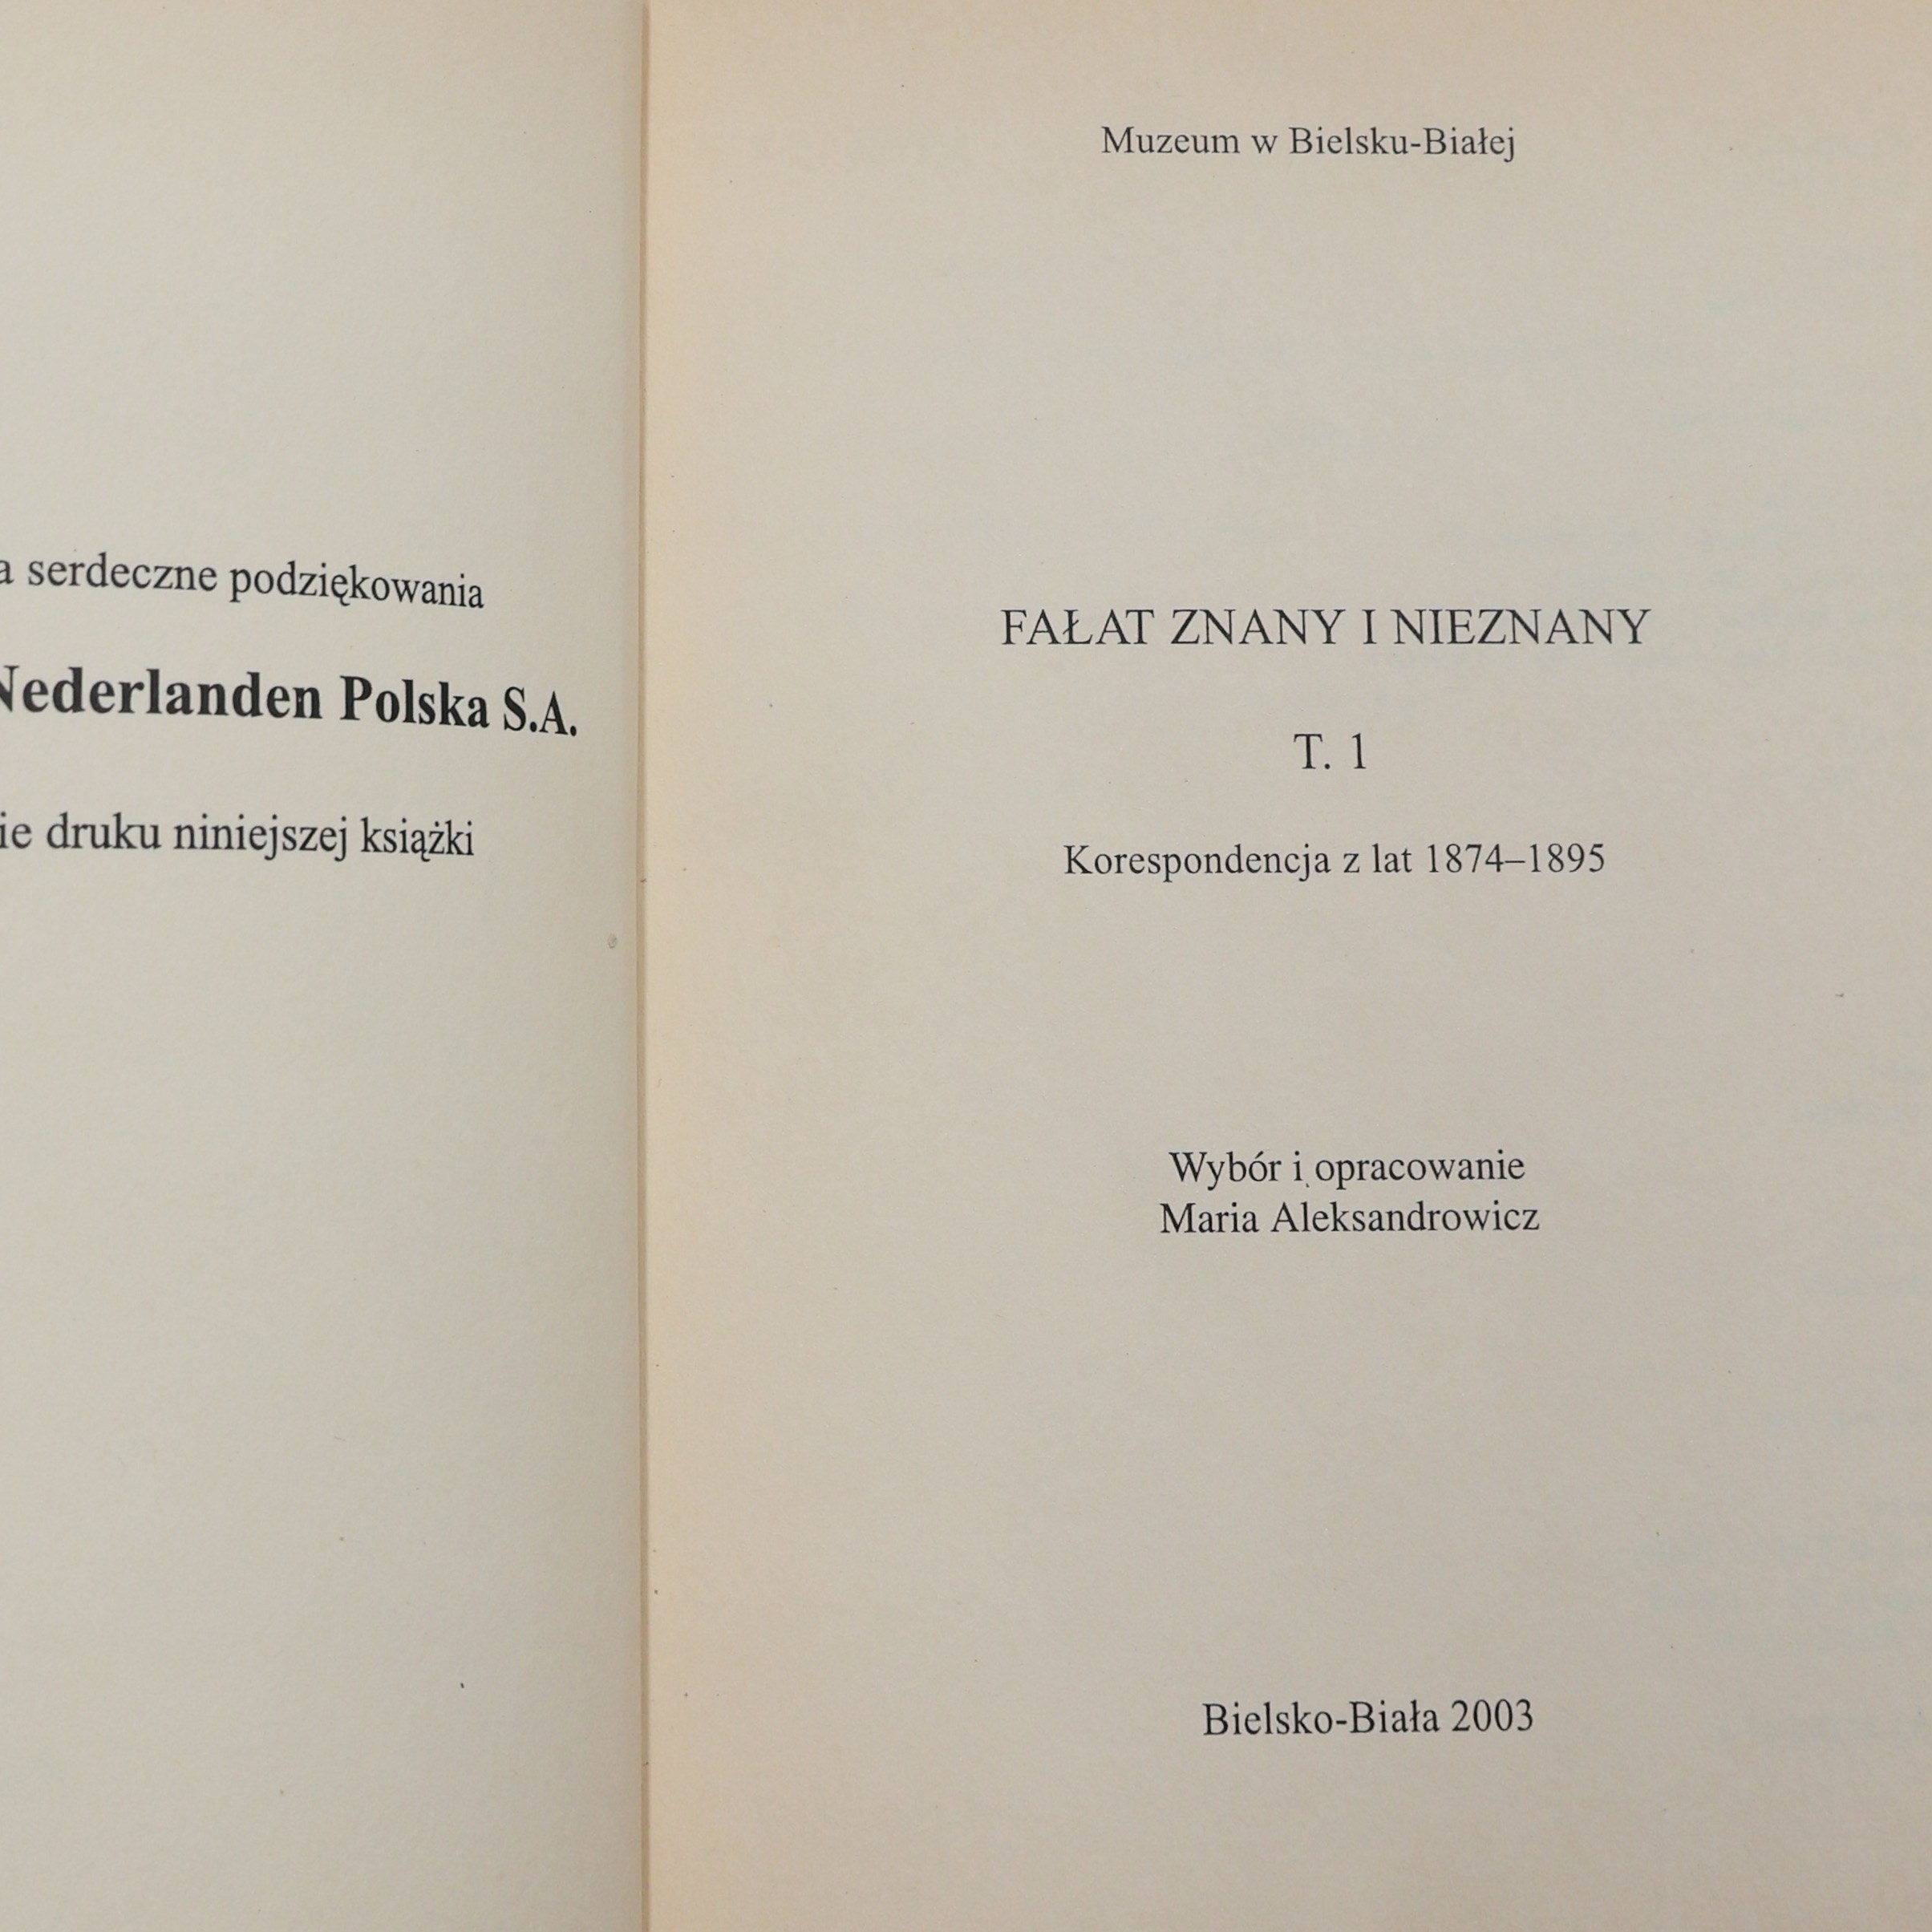 serdeczne podziękowania
Nederlanden Polska S.A.
druku niniejszej książki
Muzeum w Bielsku-Białej
FAŁAT ZNANY I NIEZNANY
T. 1
Korespondencja z lat 1874–1895
Wybór i opracowanie
Maria Aleksandrowicz
Bielsko-Biała 2003